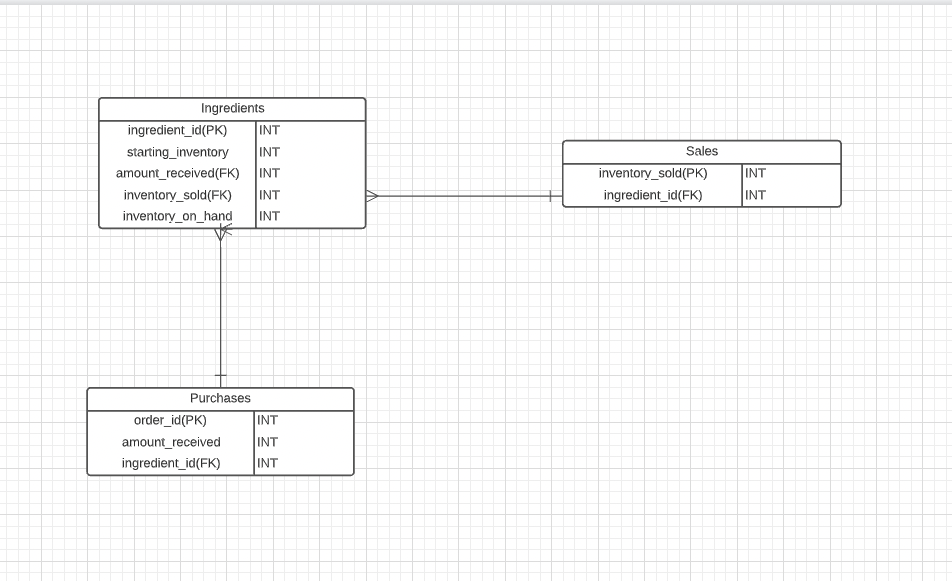 Ingredients
ingredient_id(PK) INT
starting_inventory INT
amount_received(FK) INT
inventory_sold(FK) INT
inventory_on_hand INT
Sales
inventory_sold(PK) INT
ingredient_id(FK) INT
Purchases
order_id(PK) INT
amount_received INT
ingredient_id(FK) INT